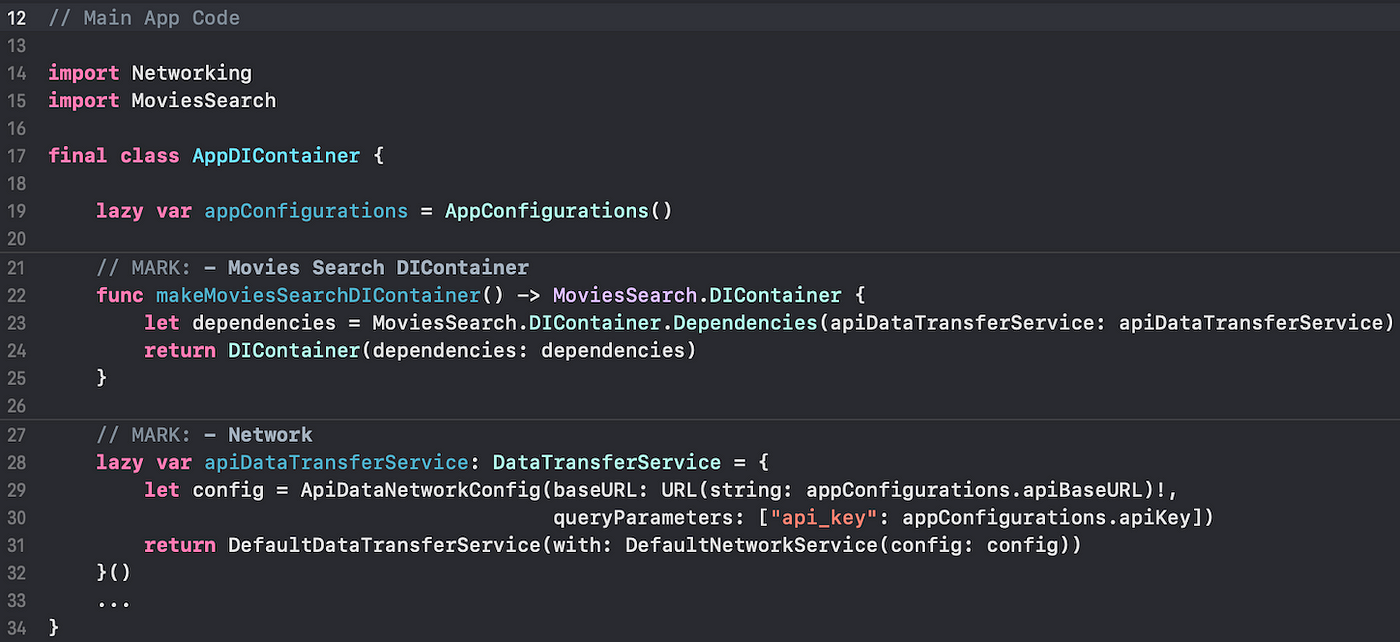 12 // Main App Code
13
14 import Networking
15 import MoviesSearch
16
17 final class AppDIContainer {
18
19     lazy var appConfigurations = AppConfigurations()
20
21     // MARK: – Movies Search DIContainer
22     func makeMoviesSearchDIContainer() -> MoviesSearch.DIContainer {
23         let dependencies = MoviesSearch.DIContainer.Dependencies(apiDataTransferService: apiDataTransferService)
24         return DIContainer(dependencies: dependencies)
25     }
26
27     // MARK: – Network
28     lazy var apiDataTransferService: DataTransferService = {
29         let config = ApiDataNetworkConfig(baseURL: URL(string: appConfigurations.apiBaseURL)!,
30                                           queryParameters: ["api_key": appConfigurations.apiKey])
31         return DefaultDataTransferService(with: DefaultNetworkService(config: config))
32     }()
33     ...
34 }